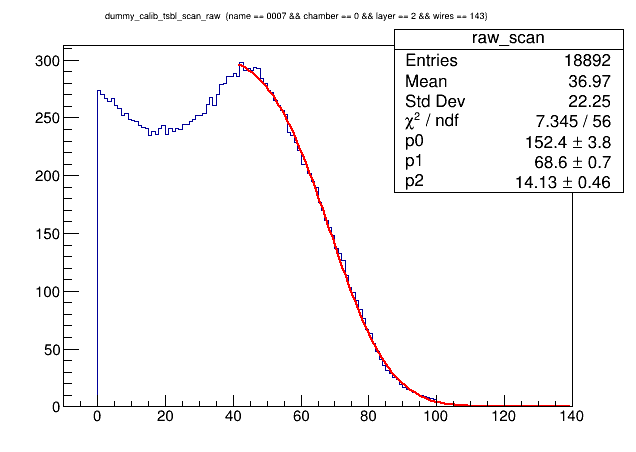 dummy_calib_tsbl_scan_raw (name == 0007 && chamber == 0 && layer == 2 && wires == 143)
raw_scan
Entries 18892
Mean 36.97
Std Dev 22.25
χ² / ndf 7.345 / 56
p0 152.4 ± 3.8
p1 68.6 ± 0.7
p2 14.13 ± 0.46
300
250
200
150
100
50
0
0 20 40 60 80 100 120 140